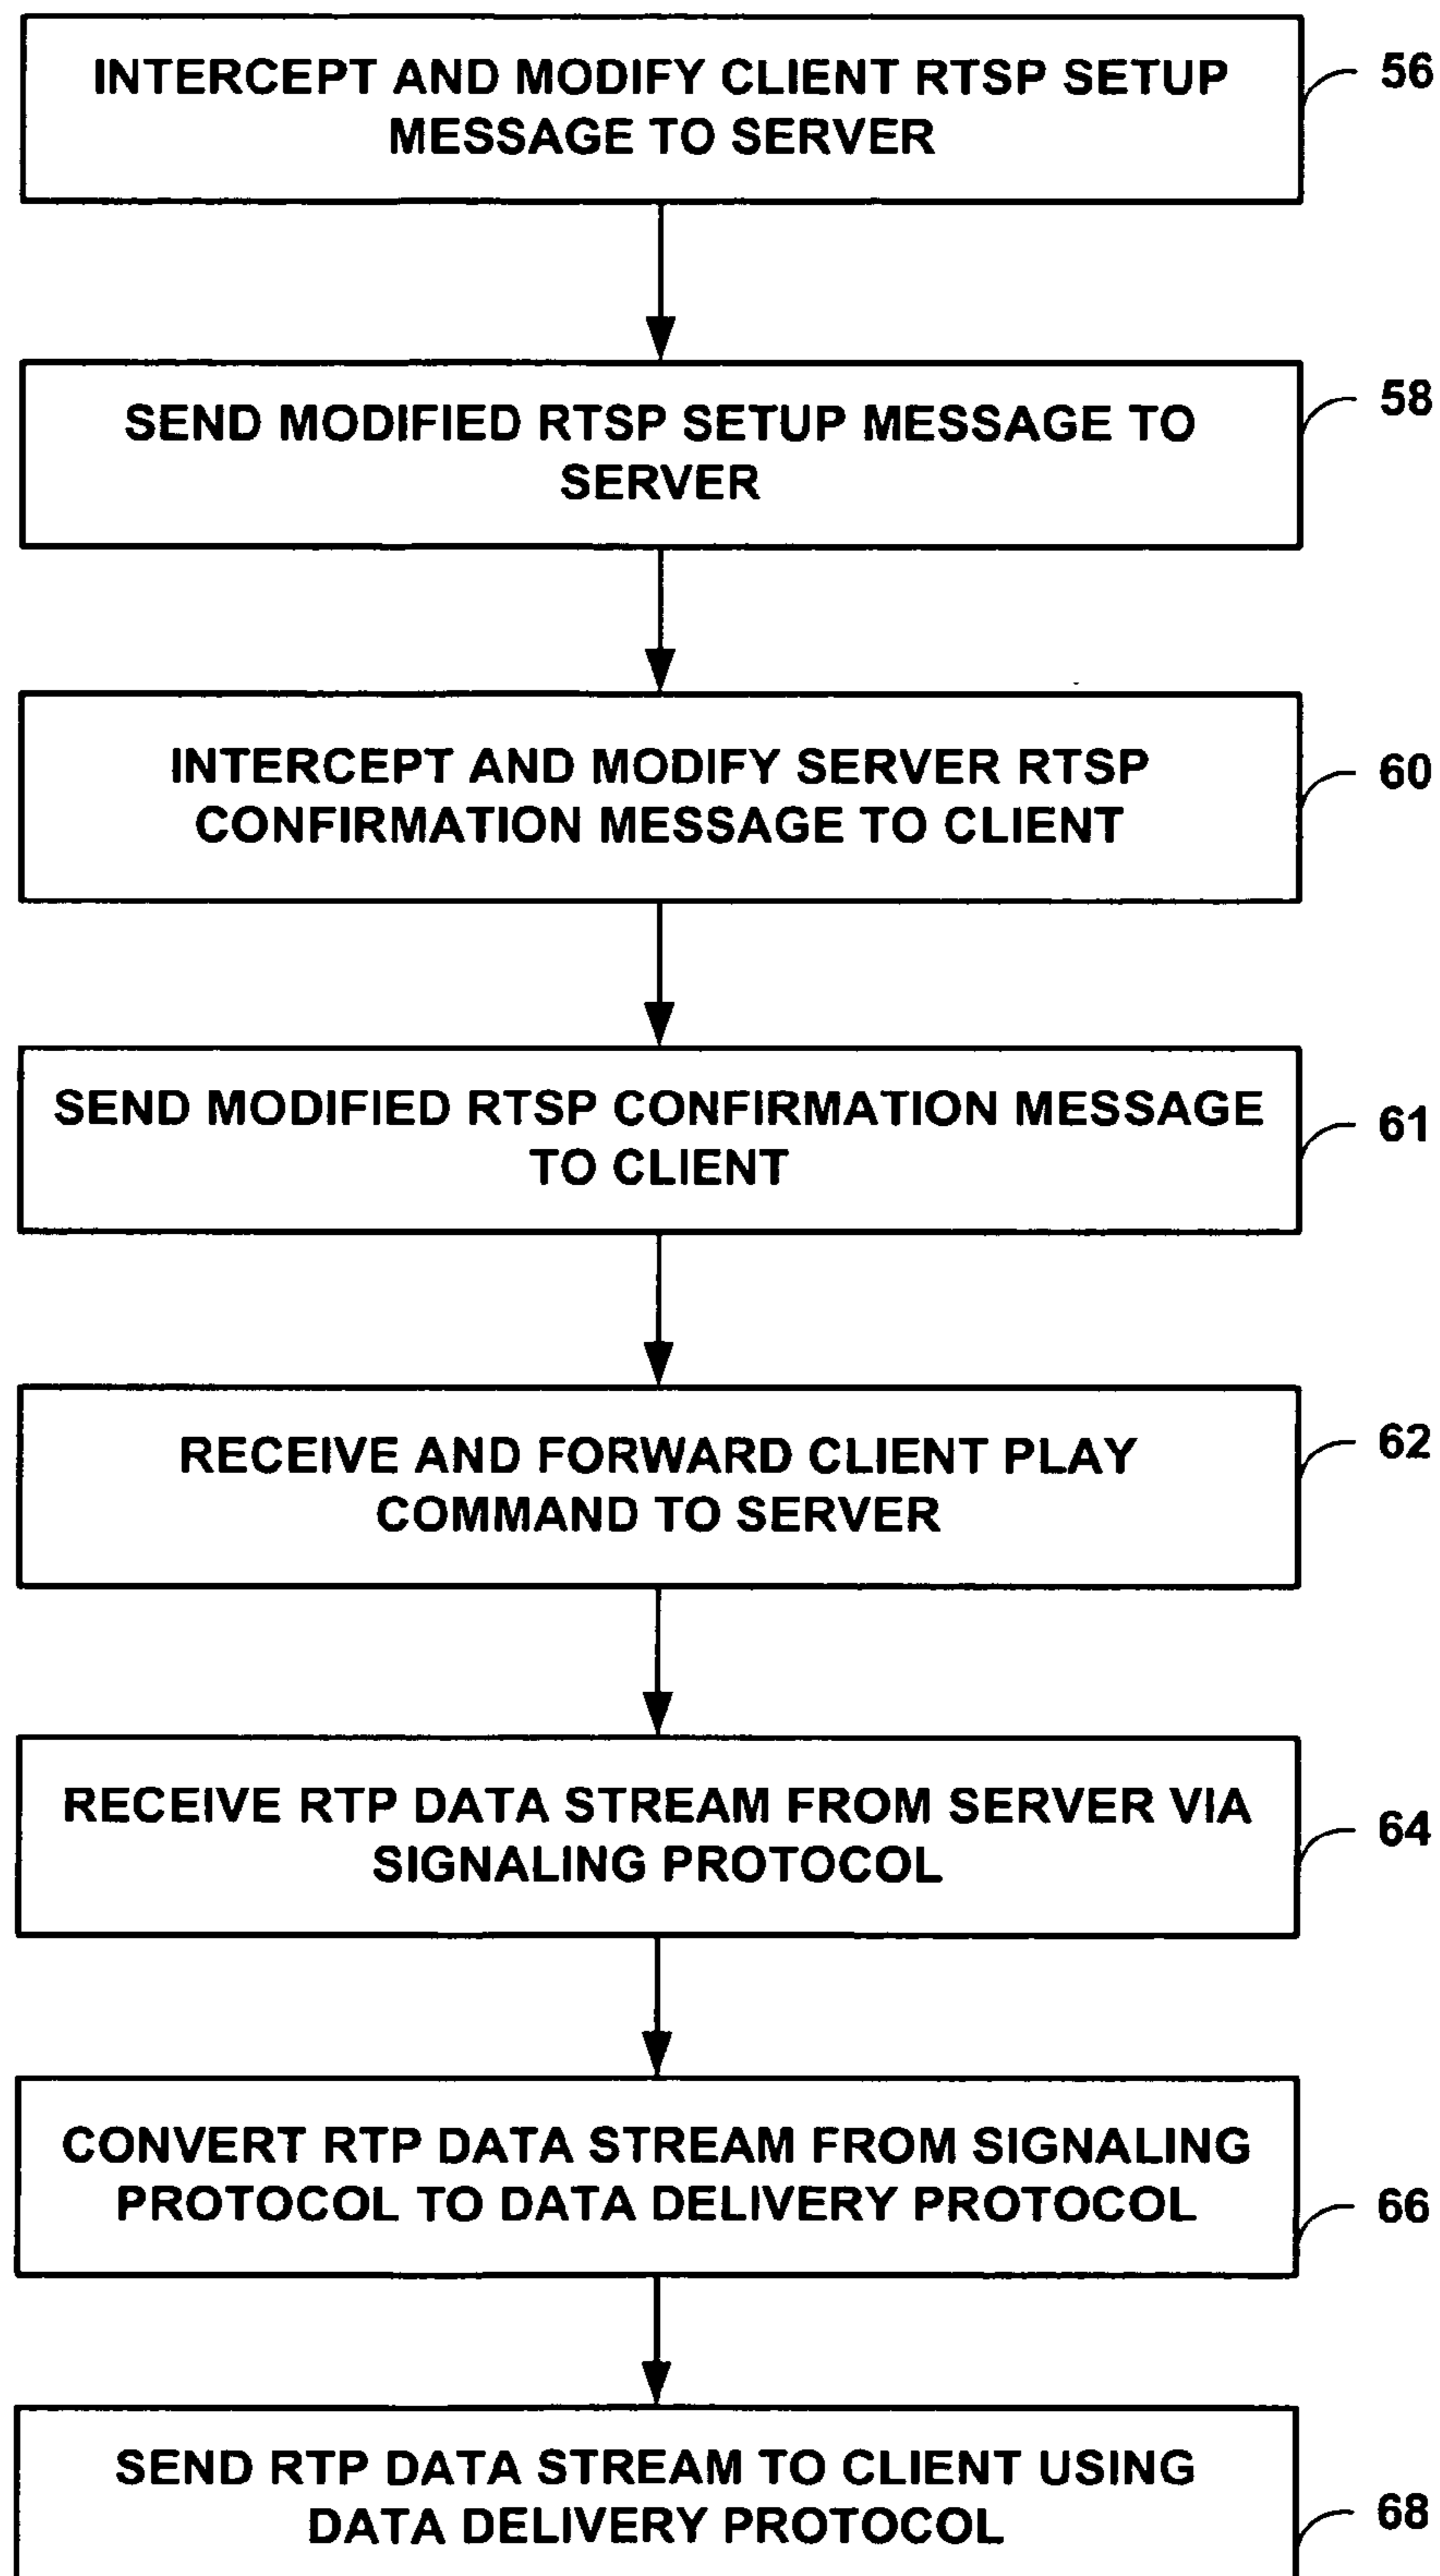 INTERCEPT AND MODIFY CLIENT RTSP SETUP
MESSAGE TO SERVER
56
SEND MODIFIED RTSP SETUP MESSAGE TO
SERVER
58
INTERCEPT AND MODIFY SERVER RTSP
CONFIRMATION MESSAGE TO CLIENT
60
SEND MODIFIED RTSP CONFIRMATION MESSAGE
TO CLIENT
61
RECEIVE AND FORWARD CLIENT PLAY
COMMAND TO SERVER
62
RECEIVE RTP DATA STREAM FROM SERVER VIA
SIGNALING PROTOCOL
64
CONVERT RTP DATA STREAM FROM SIGNALING
PROTOCOL TO DATA DELIVERY PROTOCOL
66
SEND RTP DATA STREAM TO CLIENT USING
DATA DELIVERY PROTOCOL
68